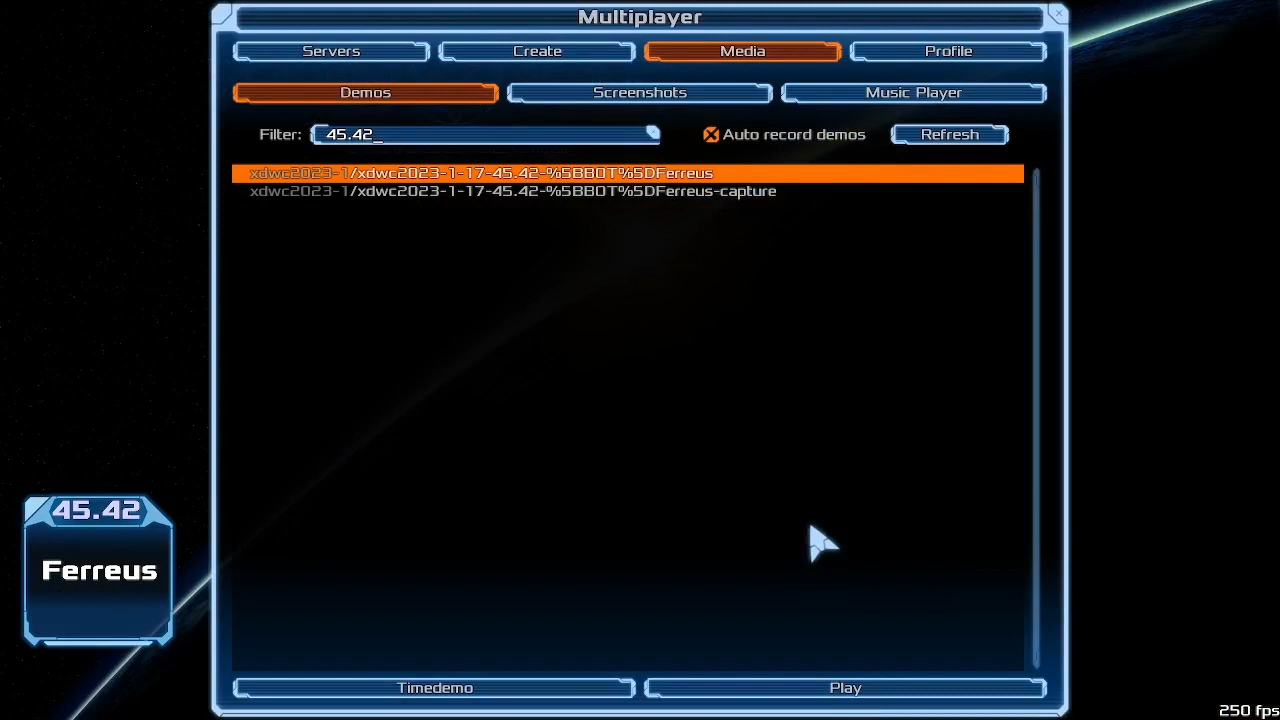 Multiplayer
Servers Create Media Profile
Demos Screenshots Music Player
Filter: 45.42_ Auto record demos Refresh
xdwc2023-1/xdwc2023-1-17-45.42-%5BBOT%5DFerreus
xdwc2023-1/xdwc2023-1-17-45.42-%5BBOT%5DFerreus-capture
45.42
Ferreus
Timedemo Play
250 fps